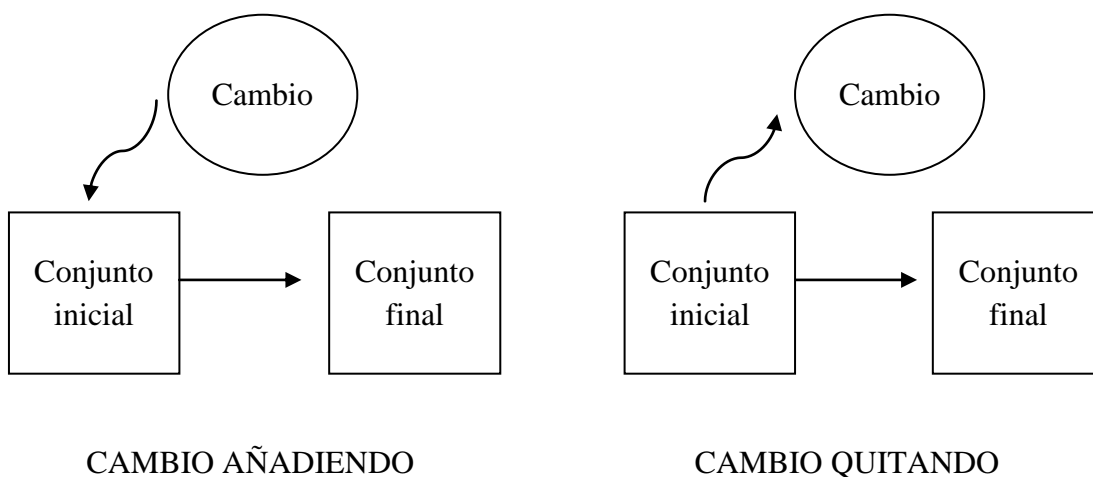 Cambio
Conjunto
inicial
Conjunto
final
CAMBIO AÑADIENDO
Cambio
Conjunto
inicial
Conjunto
final
CAMBIO QUITANDO